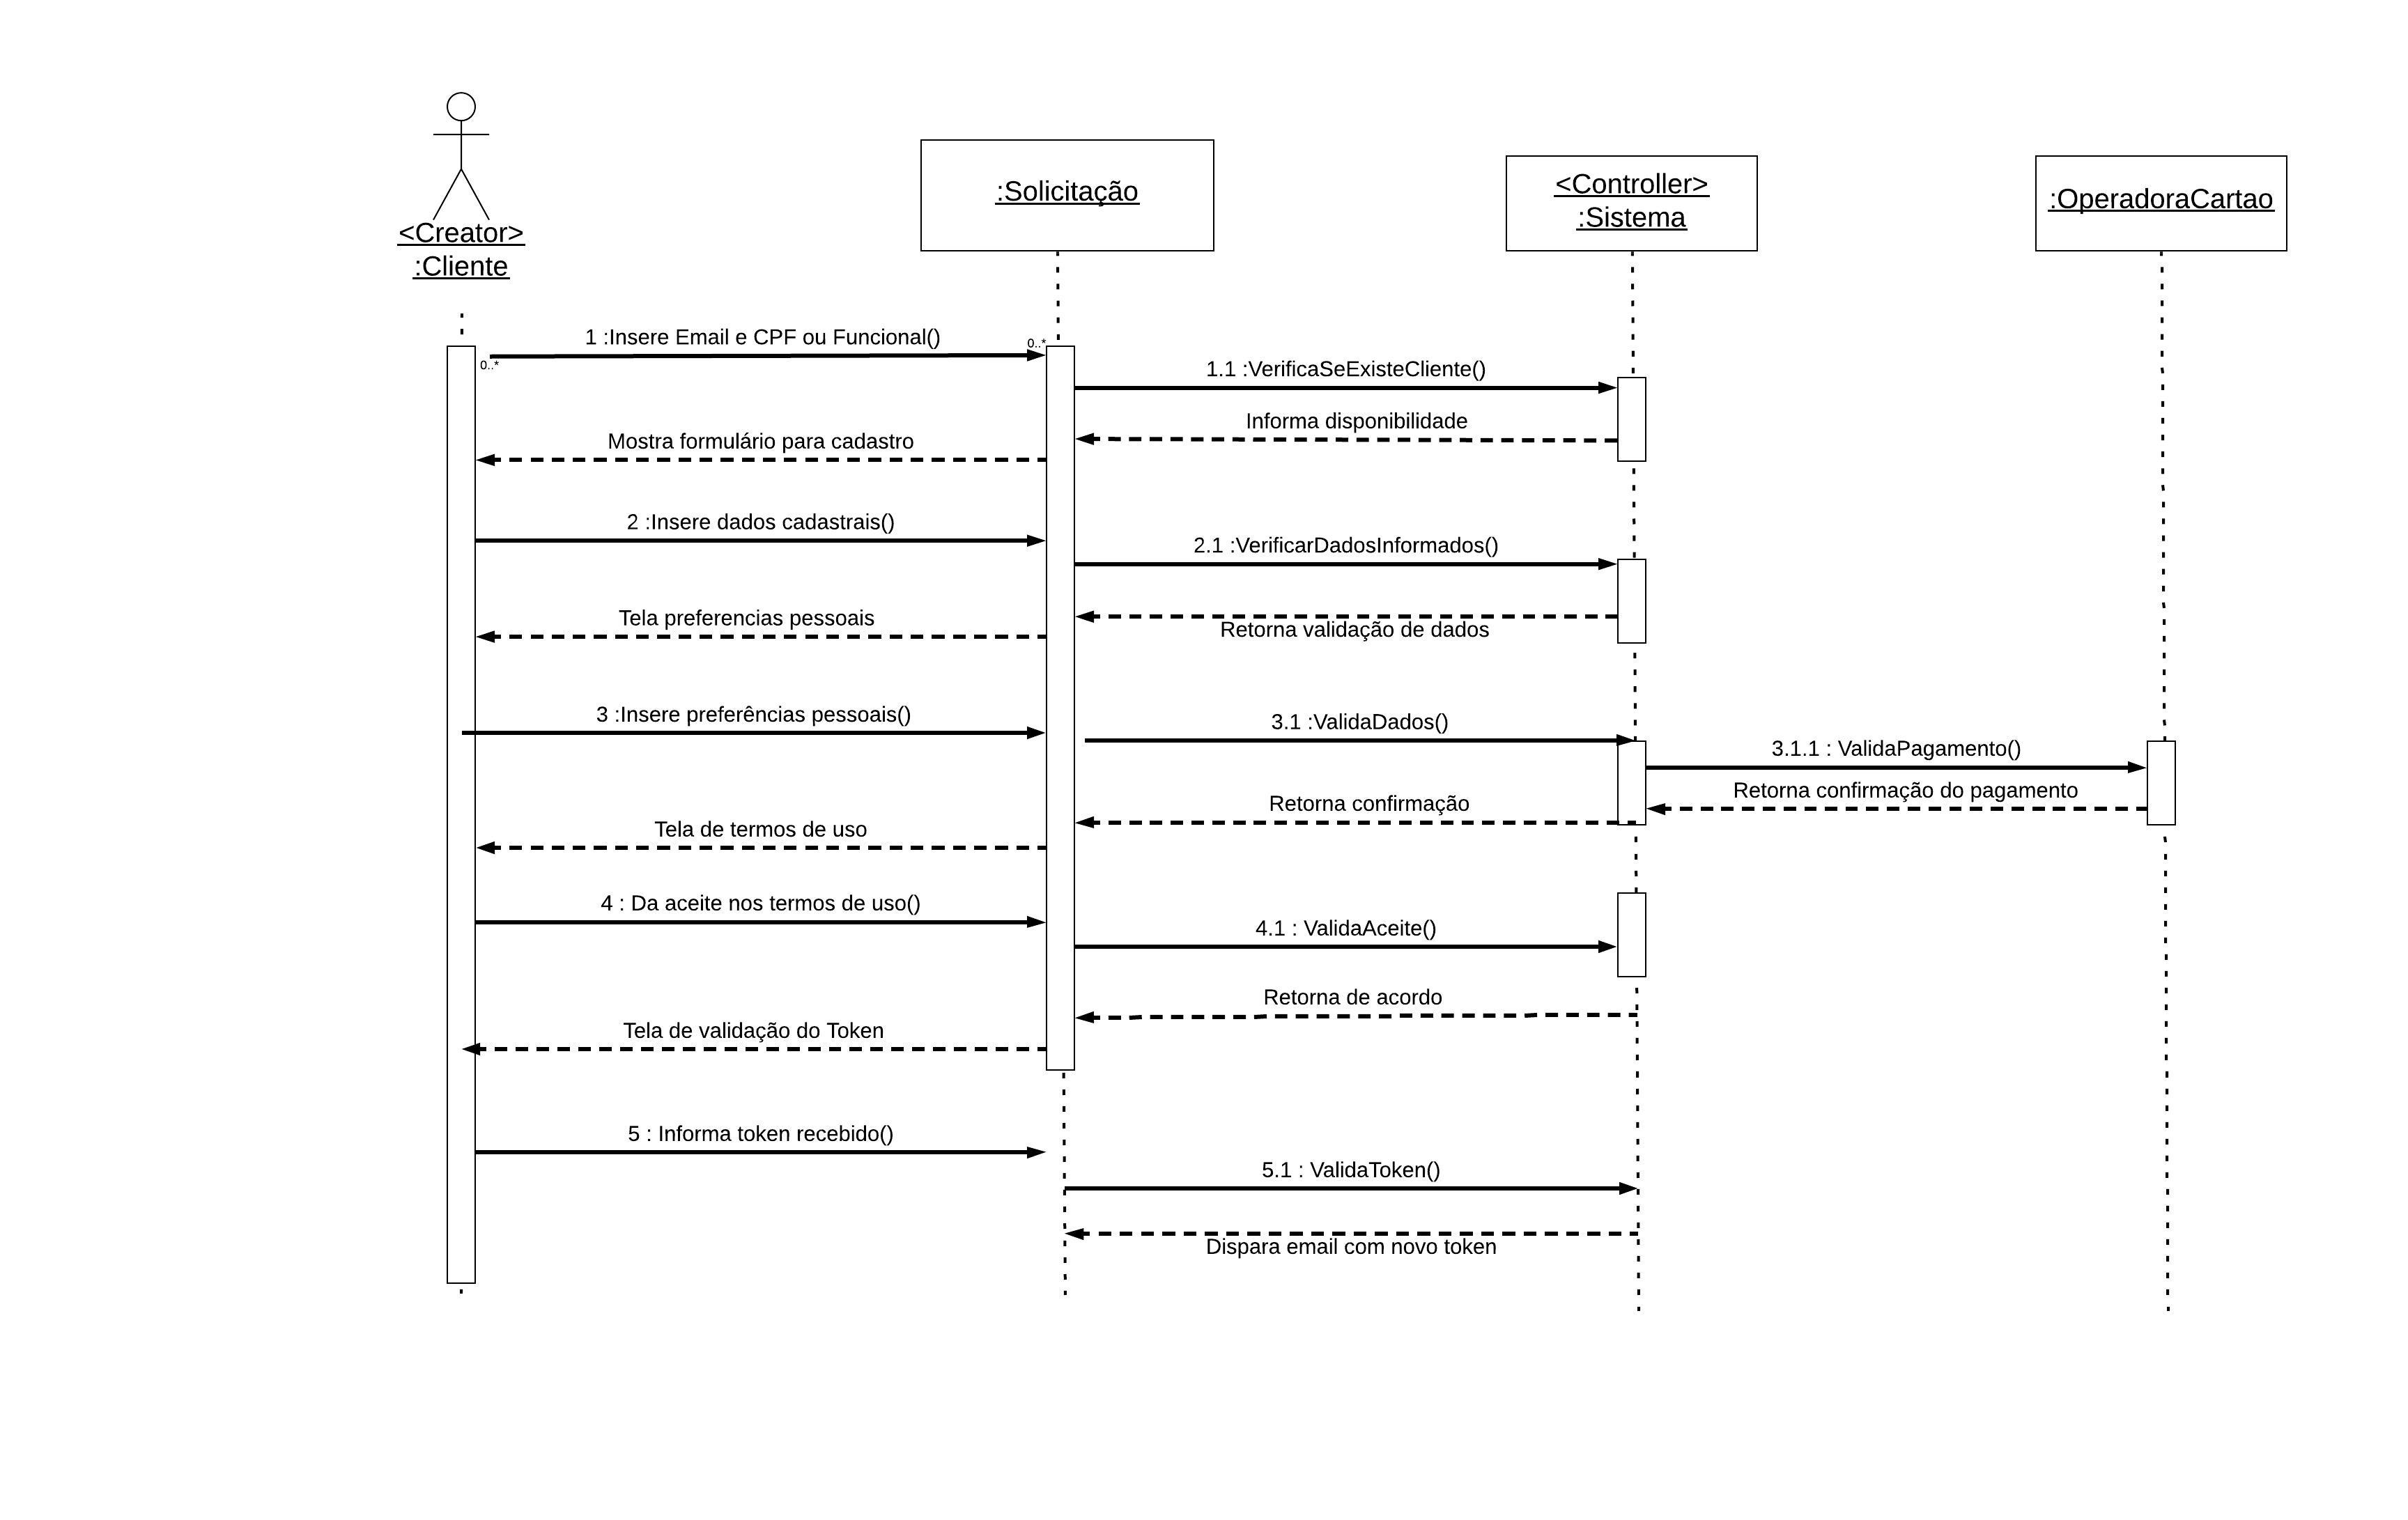 <Creator>
:Cliente
:Solicitação
<Controller>
:Sistema
:OperadoraCartao
1 :Insere Email e CPF ou Funcional()
0..*
0..*
1.1 :VerificaSeExisteCliente()
Informa disponibilidade
Mostra formulário para cadastro
2 :Insere dados cadastrais()
2.1 :VerificarDadosInformados()
Tela preferencias pessoais
Retorna validação de dados
3 :Insere preferências pessoais()
3.1 :ValidaDados()
3.1.1 : ValidaPagamento()
Retorna confirmação do pagamento
Retorna confirmação
Tela de termos de uso
4 : Da aceite nos termos de uso()
4.1 : ValidaAceite()
Retorna de acordo
Tela de validação do Token
5 : Informa token recebido()
5.1 : ValidaToken()
Dispara email com novo token